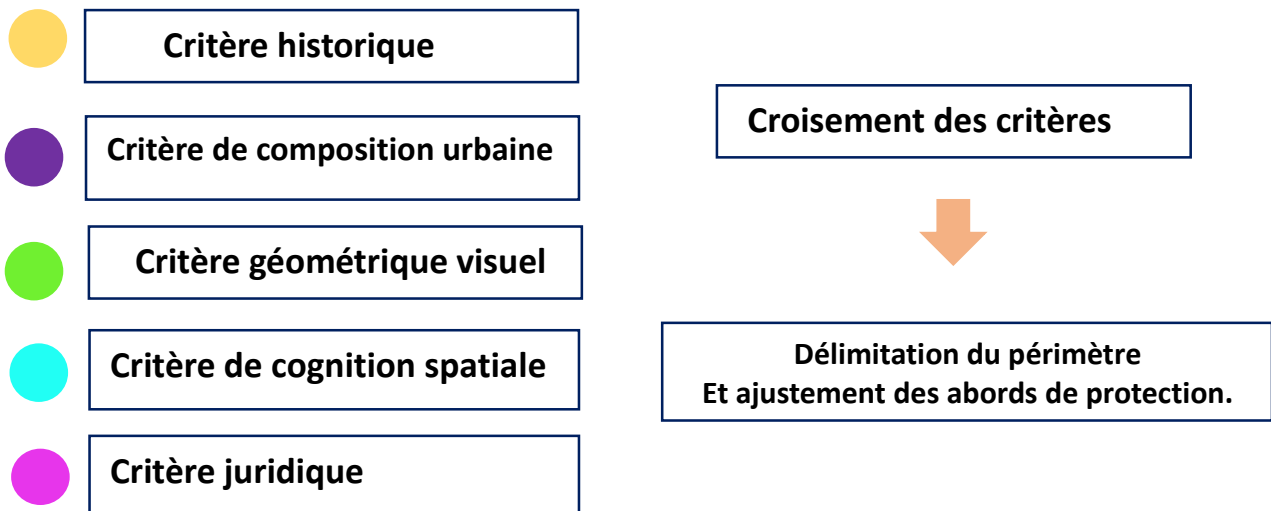 Critère historique
Critère de composition urbaine
Critère géométrique visuel
Critère de cognition spatiale
Critère juridique
Croisement des critères
Délimitation du périmètre
Et ajustement des abords de protection.